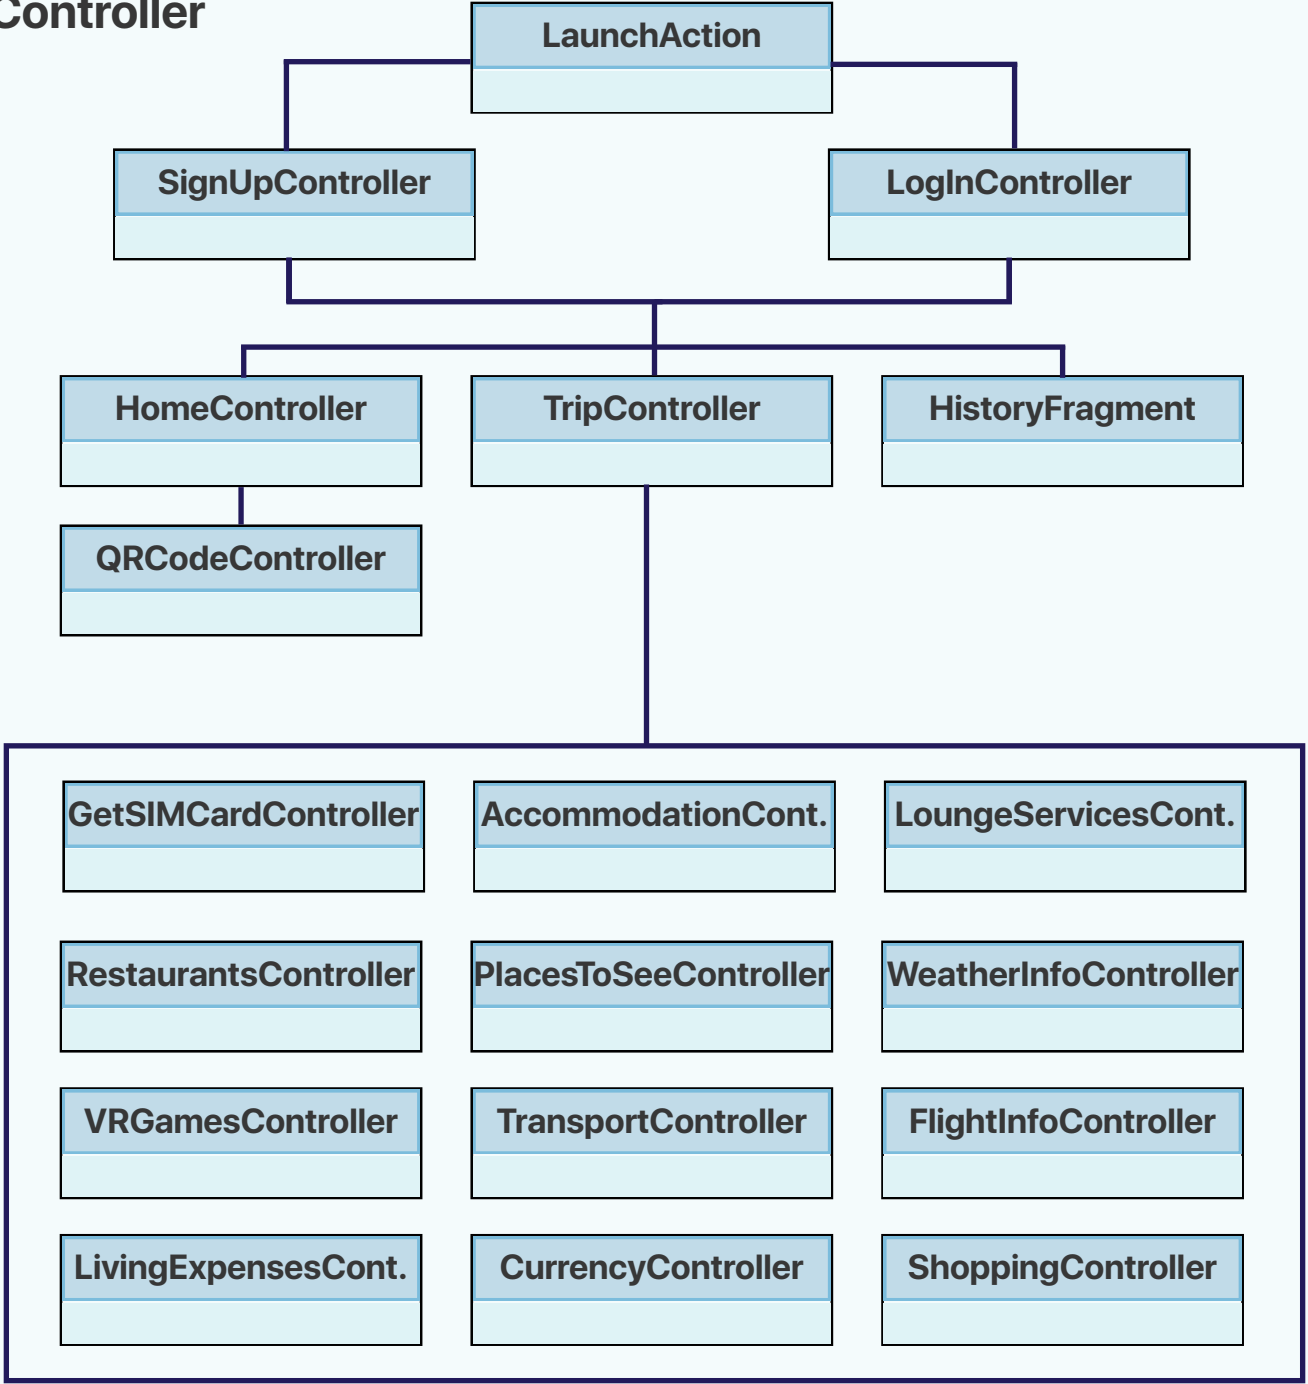 Controller
LaunchAction
SignUpController
LogInController
HomeController
TripController
HistoryFragment
QRCodeController
GetSIMCardController
AccommodationCont.
LoungeServicesCont.
RestaurantsController
PlacesToSeeController
WeatherInfoController
VRGamesController
TransportController
FlightInfoController
LivingExpensesCont.
CurrencyController
ShoppingController